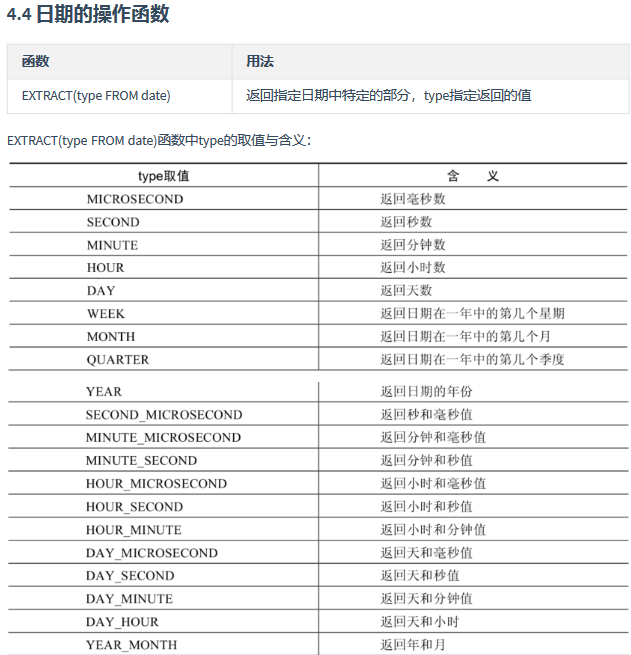 4.4 日期的操作函数
函数 用法
EXTRACT(type FROM date) 返回指定日期中特定的部分，type指定返回的值
EXTRACT(type FROM date)函数中type的取值与含义：
type取值 含 义
MICROSECOND 返回毫秒数
SECOND 返回秒数
MINUTE 返回分钟数
HOUR 返回小时数
DAY 返回天数
WEEK 返回日期在一年中的第几个星期
MONTH 返回日期在一年中的第几个月
QUARTER 返回日期在一年中的第几个季度
YEAR 返回日期的年份
SECOND_MICROSECOND 返回秒和毫秒值
MINUTE_MICROSECOND 返回分钟和毫秒值
MINUTE_SECOND 返回分钟和秒值
HOUR_MICROSECOND 返回小时和毫秒值
HOUR_SECOND 返回小时和秒值
HOUR_MINUTE 返回小时和分钟值
DAY_MICROSECOND 返回天和毫秒值
DAY_SECOND 返回天和秒值
DAY_MINUTE 返回天和分钟值
DAY_HOUR 返回天和小时
YEAR_MONTH 返回年和月